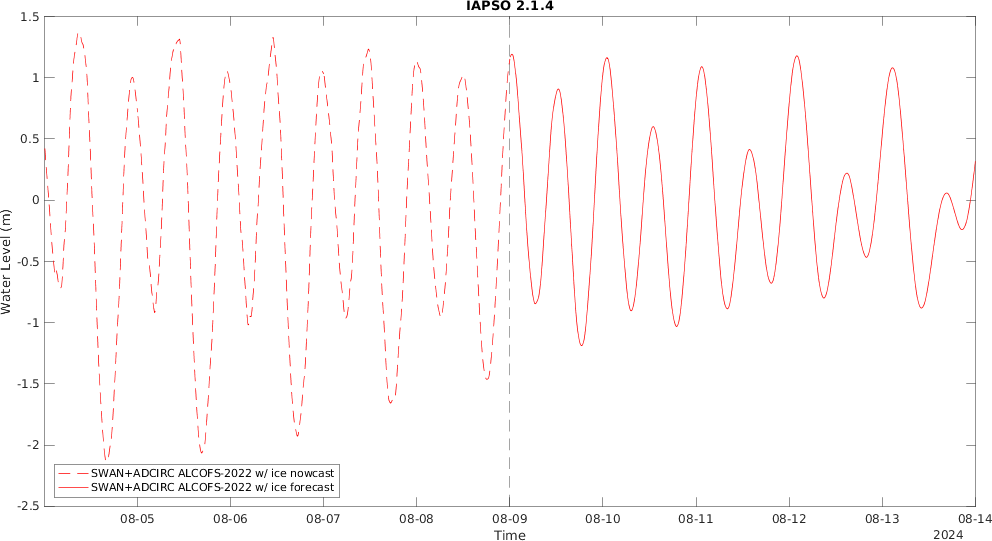 IAPSO 2.1.4
1.5
1
0.5
0
-0.5
-1
-1.5
-2
-2.5
Water Level (m)
SWAN+ADCIRC ALCOFS-2022 w/ ice nowcast
SWAN+ADCIRC ALCOFS-2022 w/ ice forecast
08-05 08-06 08-07 08-08 08-09 08-10 08-11 08-12 08-13 08-14
Time
2024